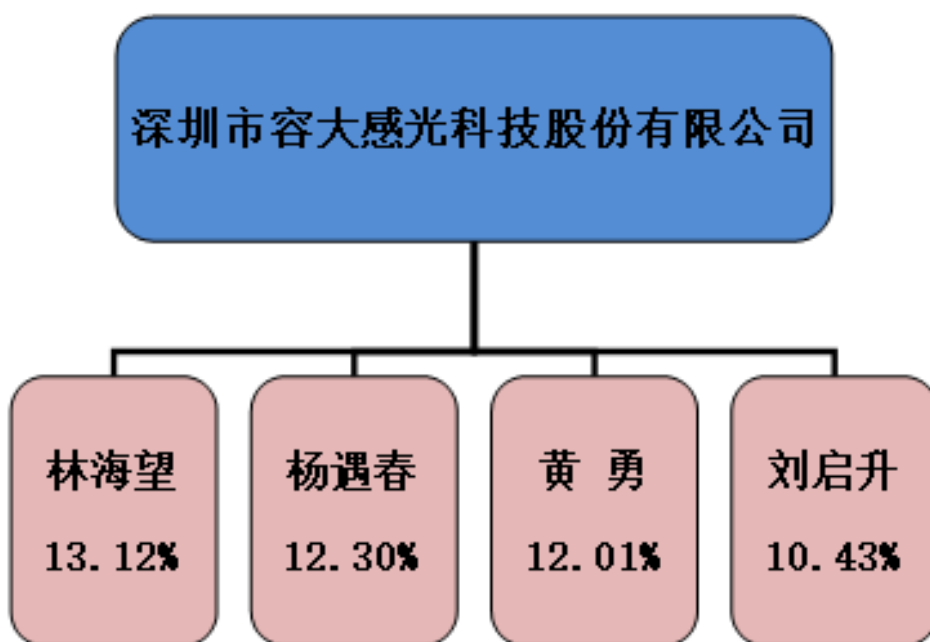 深圳市容大感光科技股份有限公司
林海望
13.12%
杨遇春
12.30%
黄 勇
12.01%
刘启升
10.43%